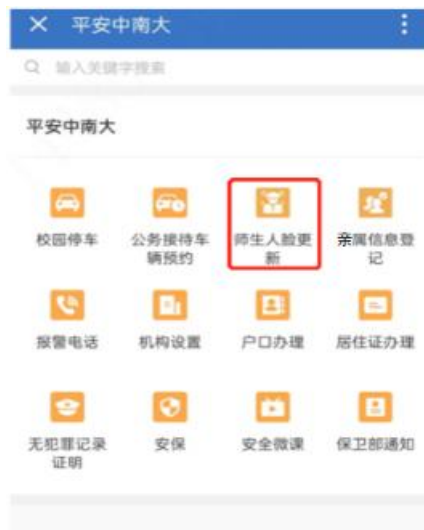 平安中南大
输入关键字搜索
平安中南大
校园停车 公务接待车 师生人脸更 亲属信息登
辆预约 新 记
报警电话 机构设置 户口办理 居住证办理
无犯罪记录 安保 安全微课 保卫部通知
证明